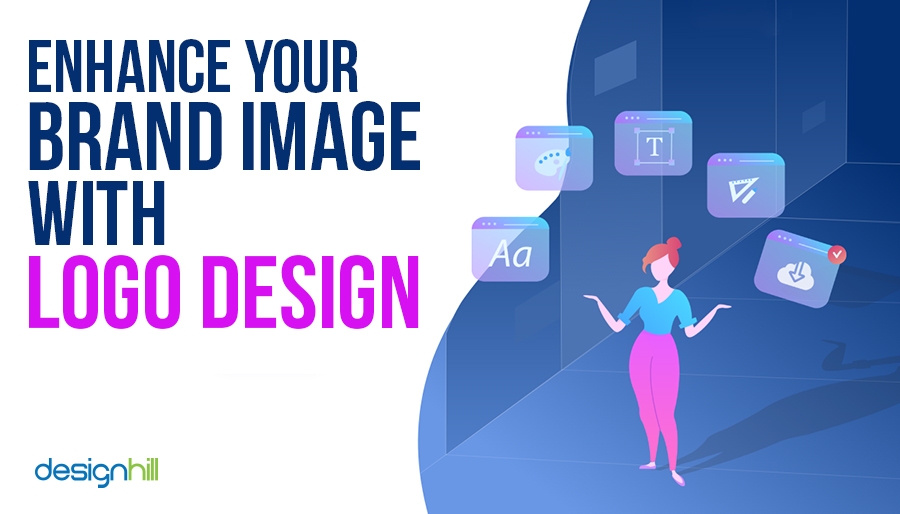 ENHANCE YOUR
BRAND IMAGE
WITH
LOGO DESIGN
Aa
T
designhill